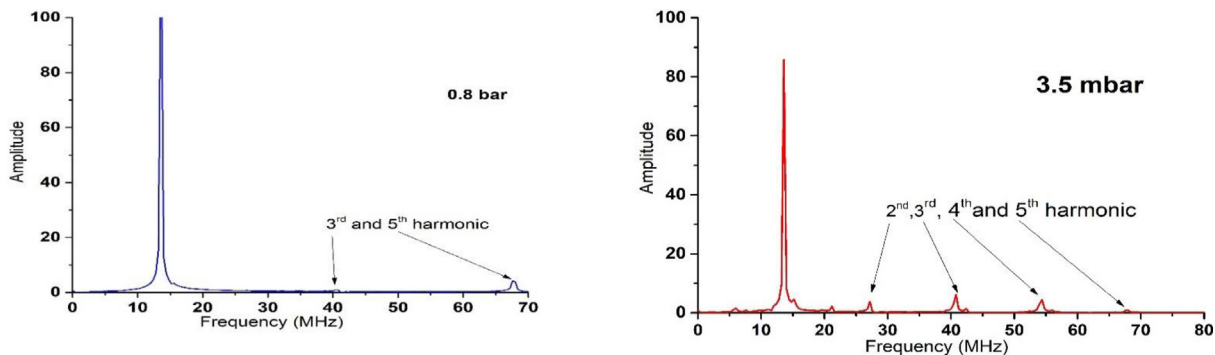 100
80
60
40
20
0
0 10 20 30 40 50 60 70
Amplitude
Frequency (MHz)
0.8 bar
3rd and 5th harmonic
100
80
60
40
20
0
0 10 20 30 40 50 60 70 80
Amplitude
Frequency (MHz)
3.5 mbar
2nd,3rd, 4thand 5th harmonic